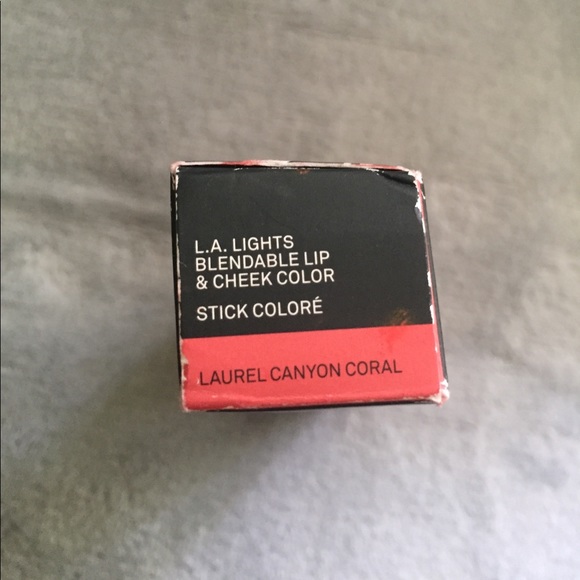 L.A. LIGHTS
BLENDABLE LIP
& CHEEK COLOR
STICK COLORÉ
LAUREL CANYON CORAL